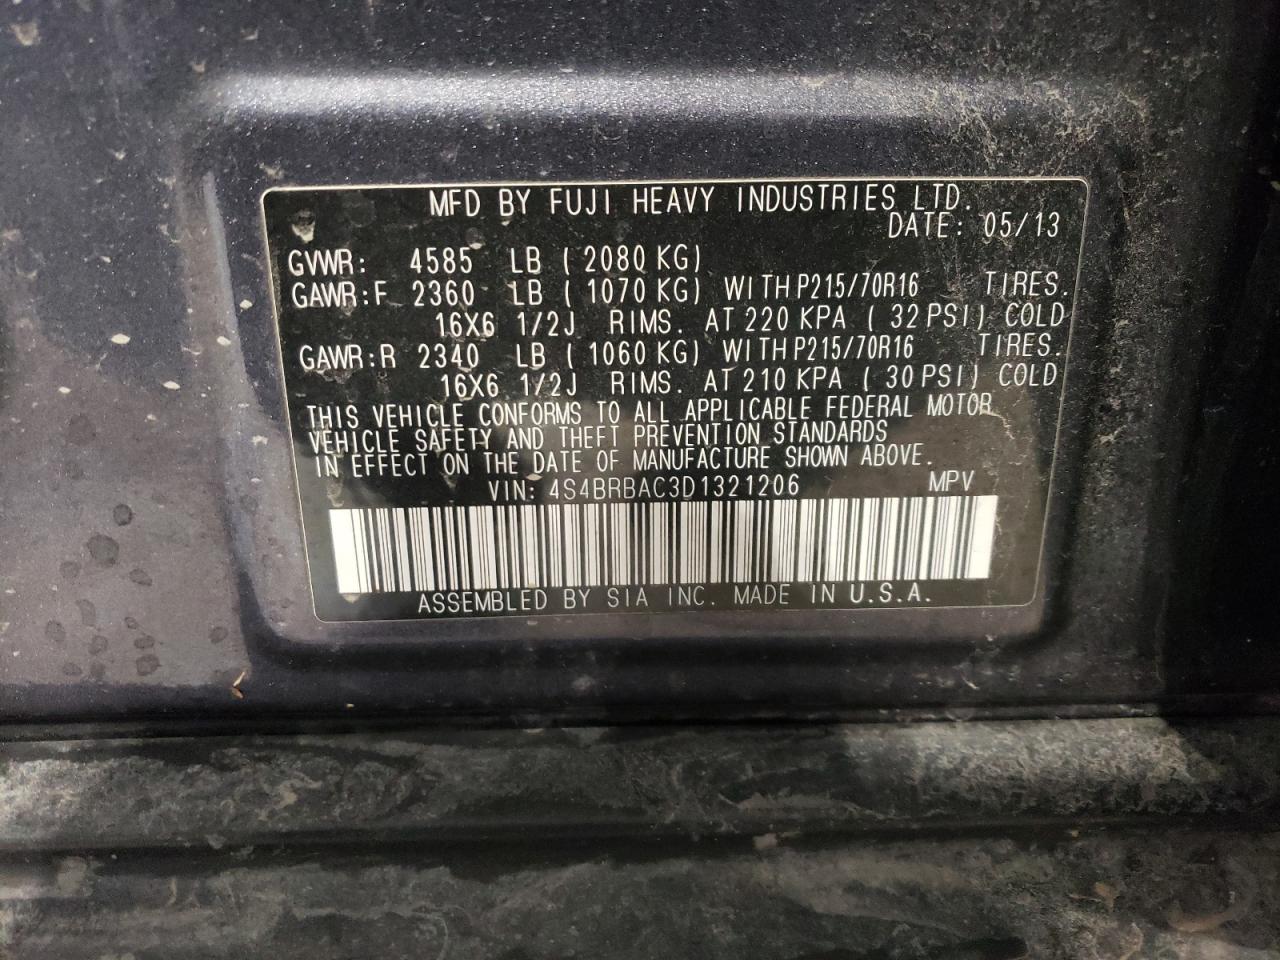 MFD BY FUJI HEAVY INDUSTRIES LTD.
DATE: 05/13
GVWR: 4585 LB (2080 KG)
GAWR:F 2360 LB (1070 KG) WITH P215/70R16 TIRES.
16X6 1/2J RIMS. AT 220 KPA (32 PSI) COLD
GAWR:R 2340 LB (1060 KG) WITH P215/70R16 TIRES.
16X6 1/2J RIMS. AT 210 KPA (30 PSI) COLD
THIS VEHICLE CONFORMS TO ALL APPLICABLE FEDERAL MOTOR
VEHICLE SAFETY AND THEFT PREVENTION STANDARDS
IN EFFECT ON THE DATE OF MANUFACTURE SHOWN ABOVE.
VIN: 4S4BRBAC3D1321206 MPV
ASSEMBLED BY SIA INC. MADE IN U.S.A.